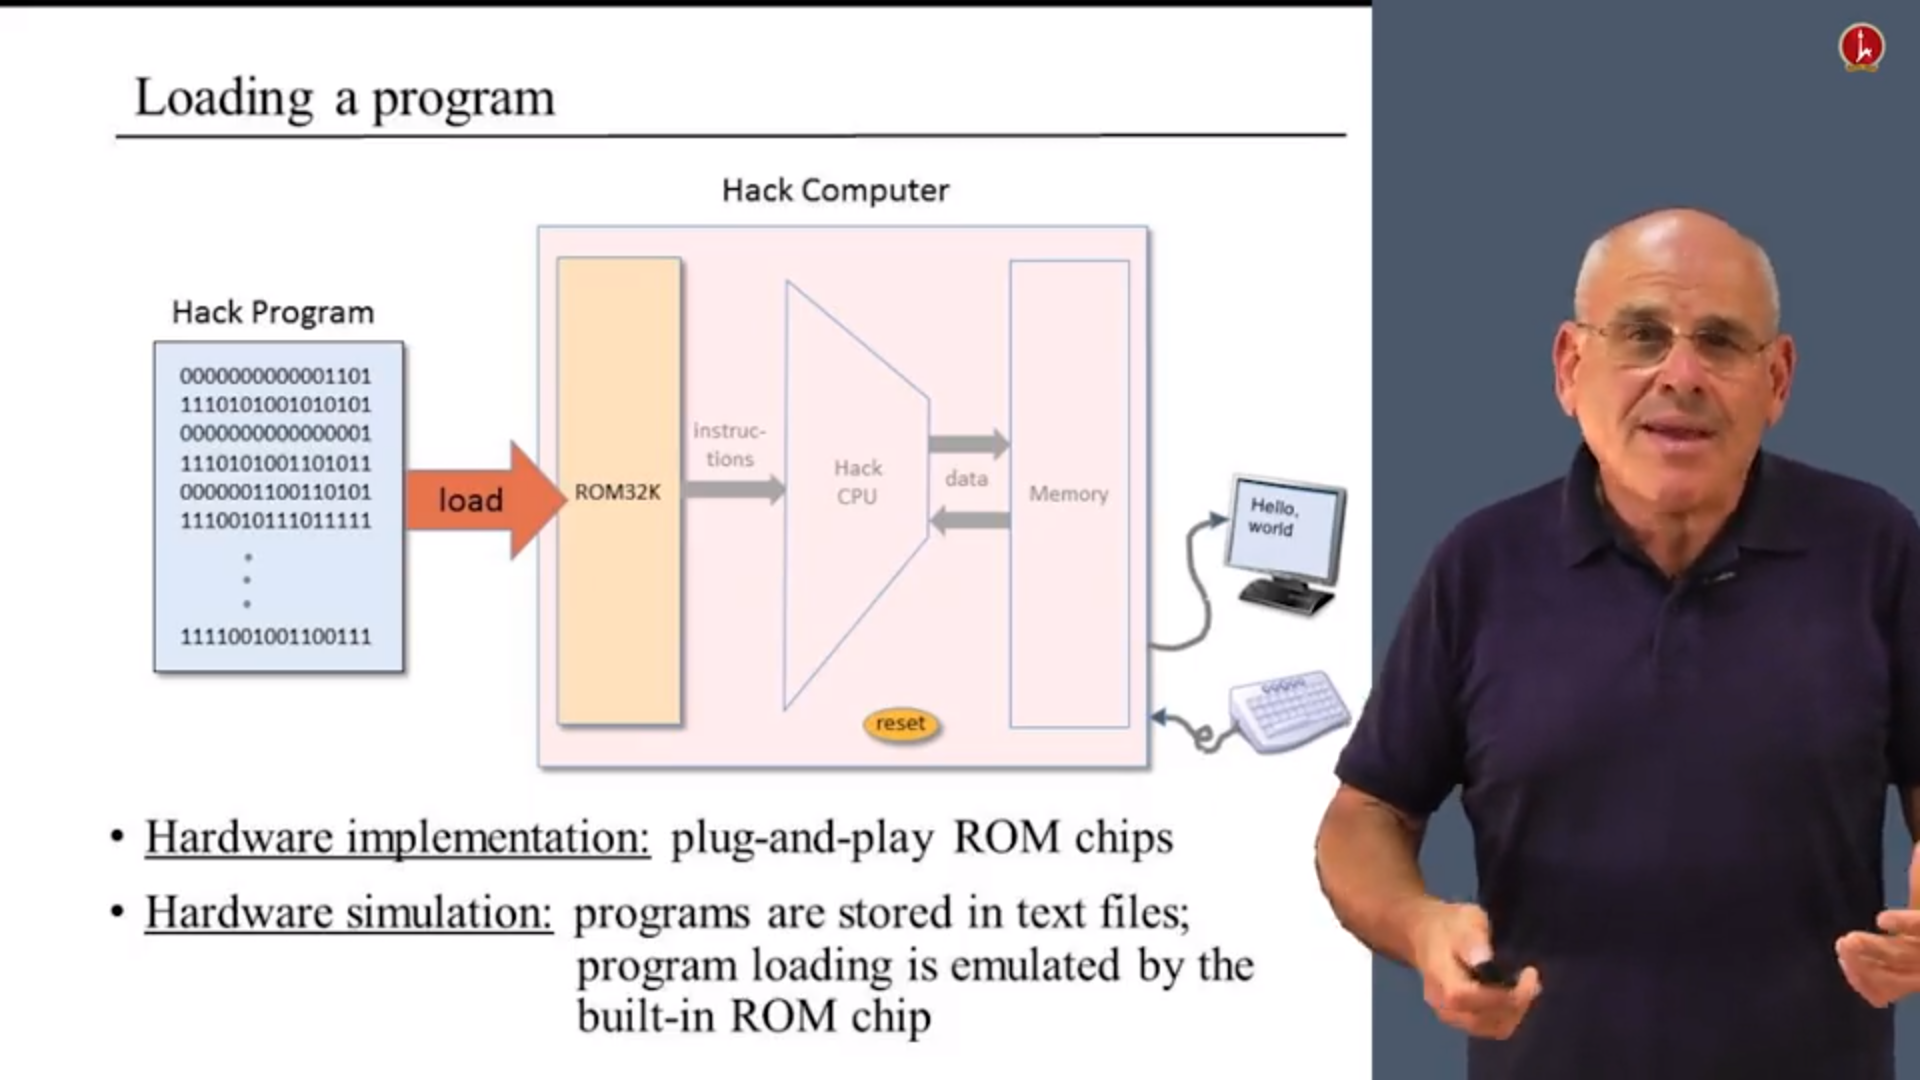 Loading a program
Hack Computer
Hack Program
0000000000001101
1110101001010101
0000000000000001
1110101001101011
0000001100110101
1110010111011111
1111001001100111
load
ROM32K
instruc-
tions
Hack
CPU
data
Memory
reset
Hello,
world
• Hardware implementation: plug-and-play ROM chips
• Hardware simulation: programs are stored in text files;
program loading is emulated by the
built-in ROM chip